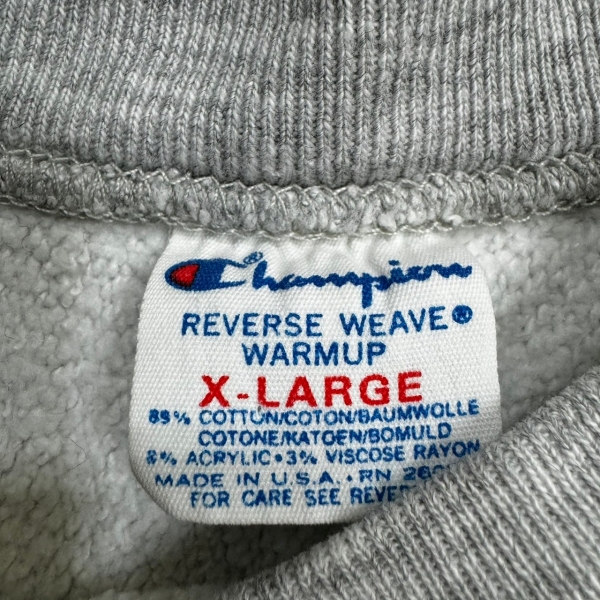 Champion®
REVERSE WEAVE®
WARMUP
X-LARGE
89% COTTON/COTON/BAUMWOLLE
COTONE/KATOEN/BOMULD
8% ACRYLIC • 3% VISCOSE RAYON
MADE IN U.S.A. • RN
FOR CARE SEE